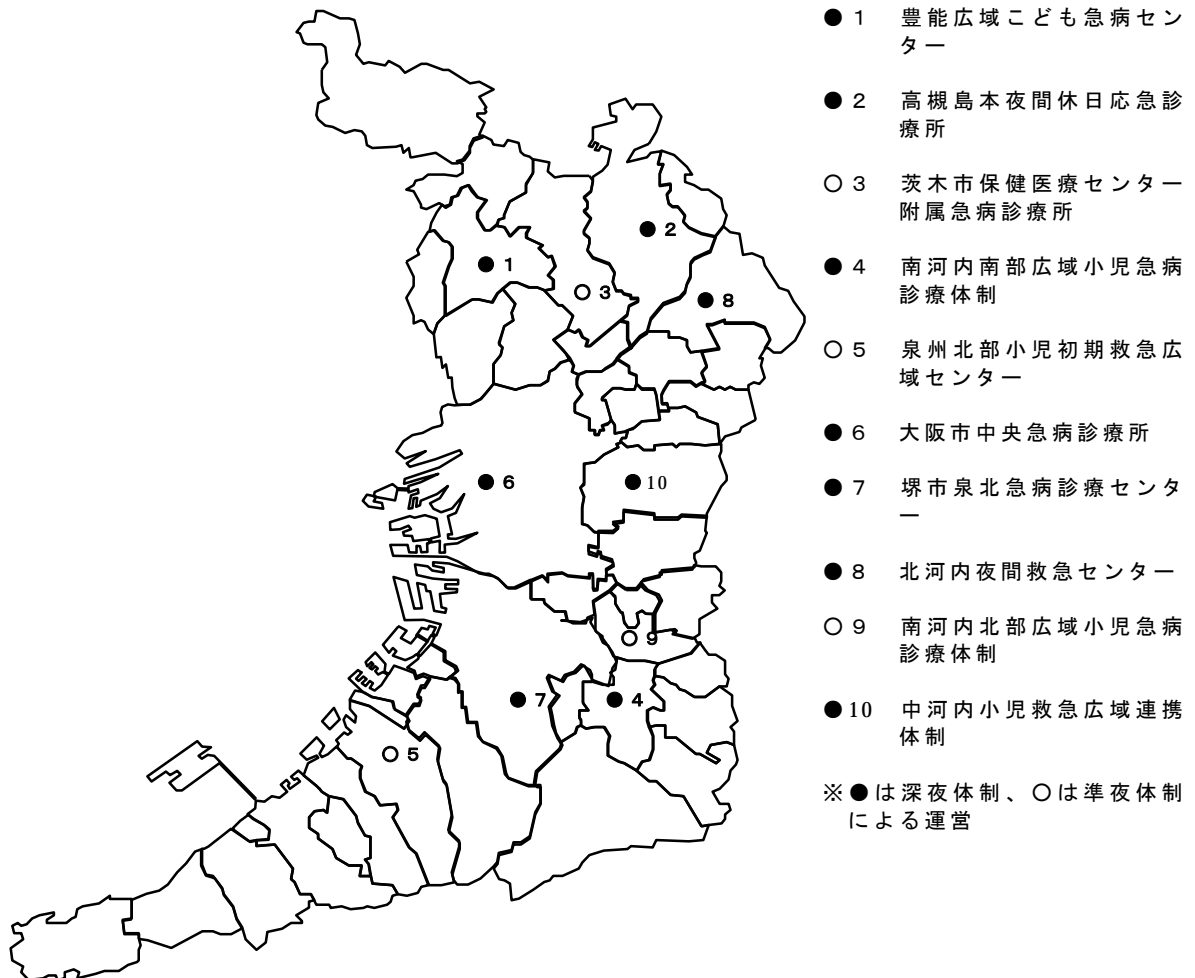 ●1 豊能広域こども急病セン
ター
●2 高槻島本夜間休日応急診
療所
○3 茨木市保健医療センター
附属急病診療所
●4 南河内南部広域小児急病
診療体制
○5 泉州北部小児初期救急広
域センター
●6 大阪市中央急病診療所
●7 堺市泉北急病診療センタ
ー
●8 北河内夜間救急センター
○9 南河内北部広域小児急病
診療体制
●10 中河内小児救急広域連携
体制
※●は深夜体制、○は準夜体制
による運営
●2
●1
○3
●8
●6
●10
○9
●7
●4
○5